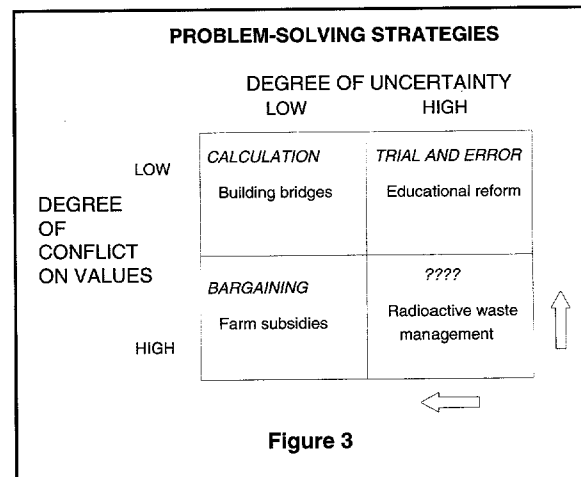 PROBLEM-SOLVING STRATEGIES
DEGREE OF UNCERTAINTY
LOW HIGH
LOW
CALCULATION
Building bridges
TRIAL AND ERROR
Educational reform
DEGREE
OF
CONFLICT
ON VALUES
HIGH
BARGAINING
Farm subsidies
????
Radioactive waste
management
Figure 3